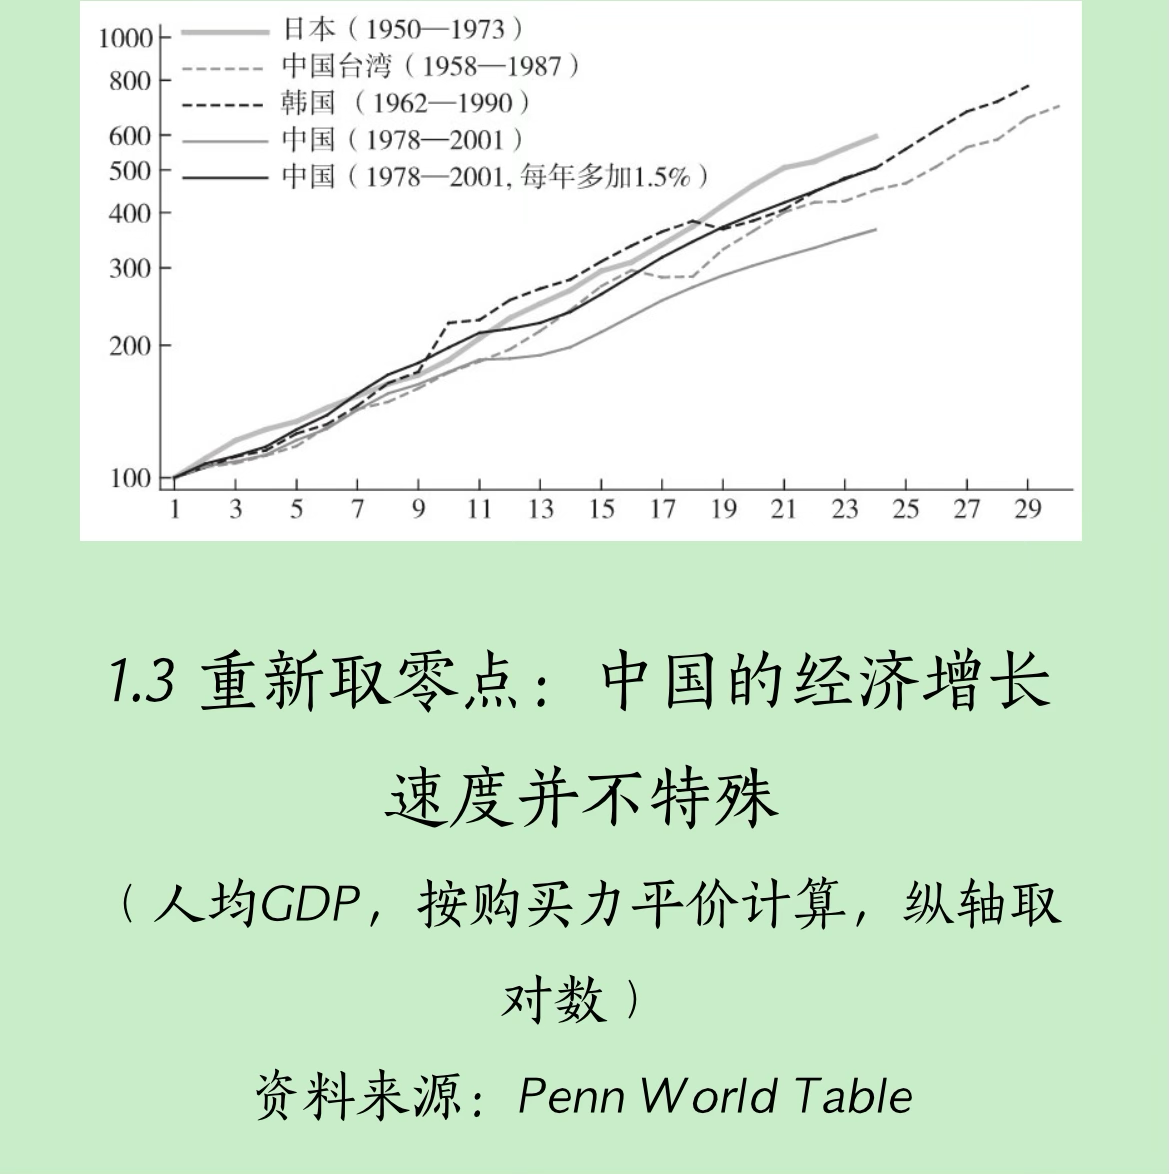 1000
800
600
500
400
300
200
100
日本（1950—1973）
中国台湾（1958—1987）
韩国（1962—1990）
中国（1978—2001）
中国（1978—2001, 每年多加1.5%）
1 3 5 7 9 11 13 15 17 19 21 23 25 27 29
1.3 重新取零点：中国的经济增长
速度并不特殊
（人均GDP，按购买力平价计算，纵轴取
对数）
资料来源：Penn World Table